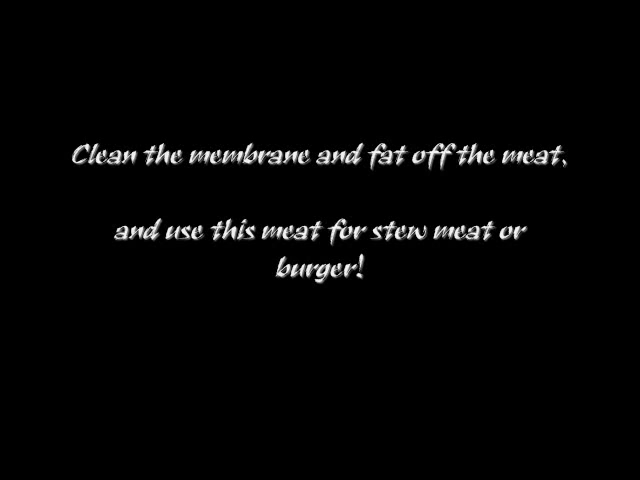 Clean the membrane and fat off the meat,
and use this meat for stew meat or
burger!